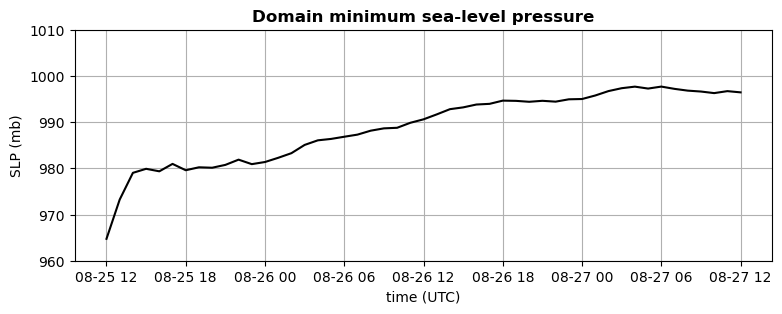 Domain minimum sea-level pressure
1010
1000
990
980
970
960
SLP (mb)
08-25 12 08-25 18 08-26 00 08-26 06 08-26 12 08-26 18 08-27 00 08-27 06 08-27 12
time (UTC)